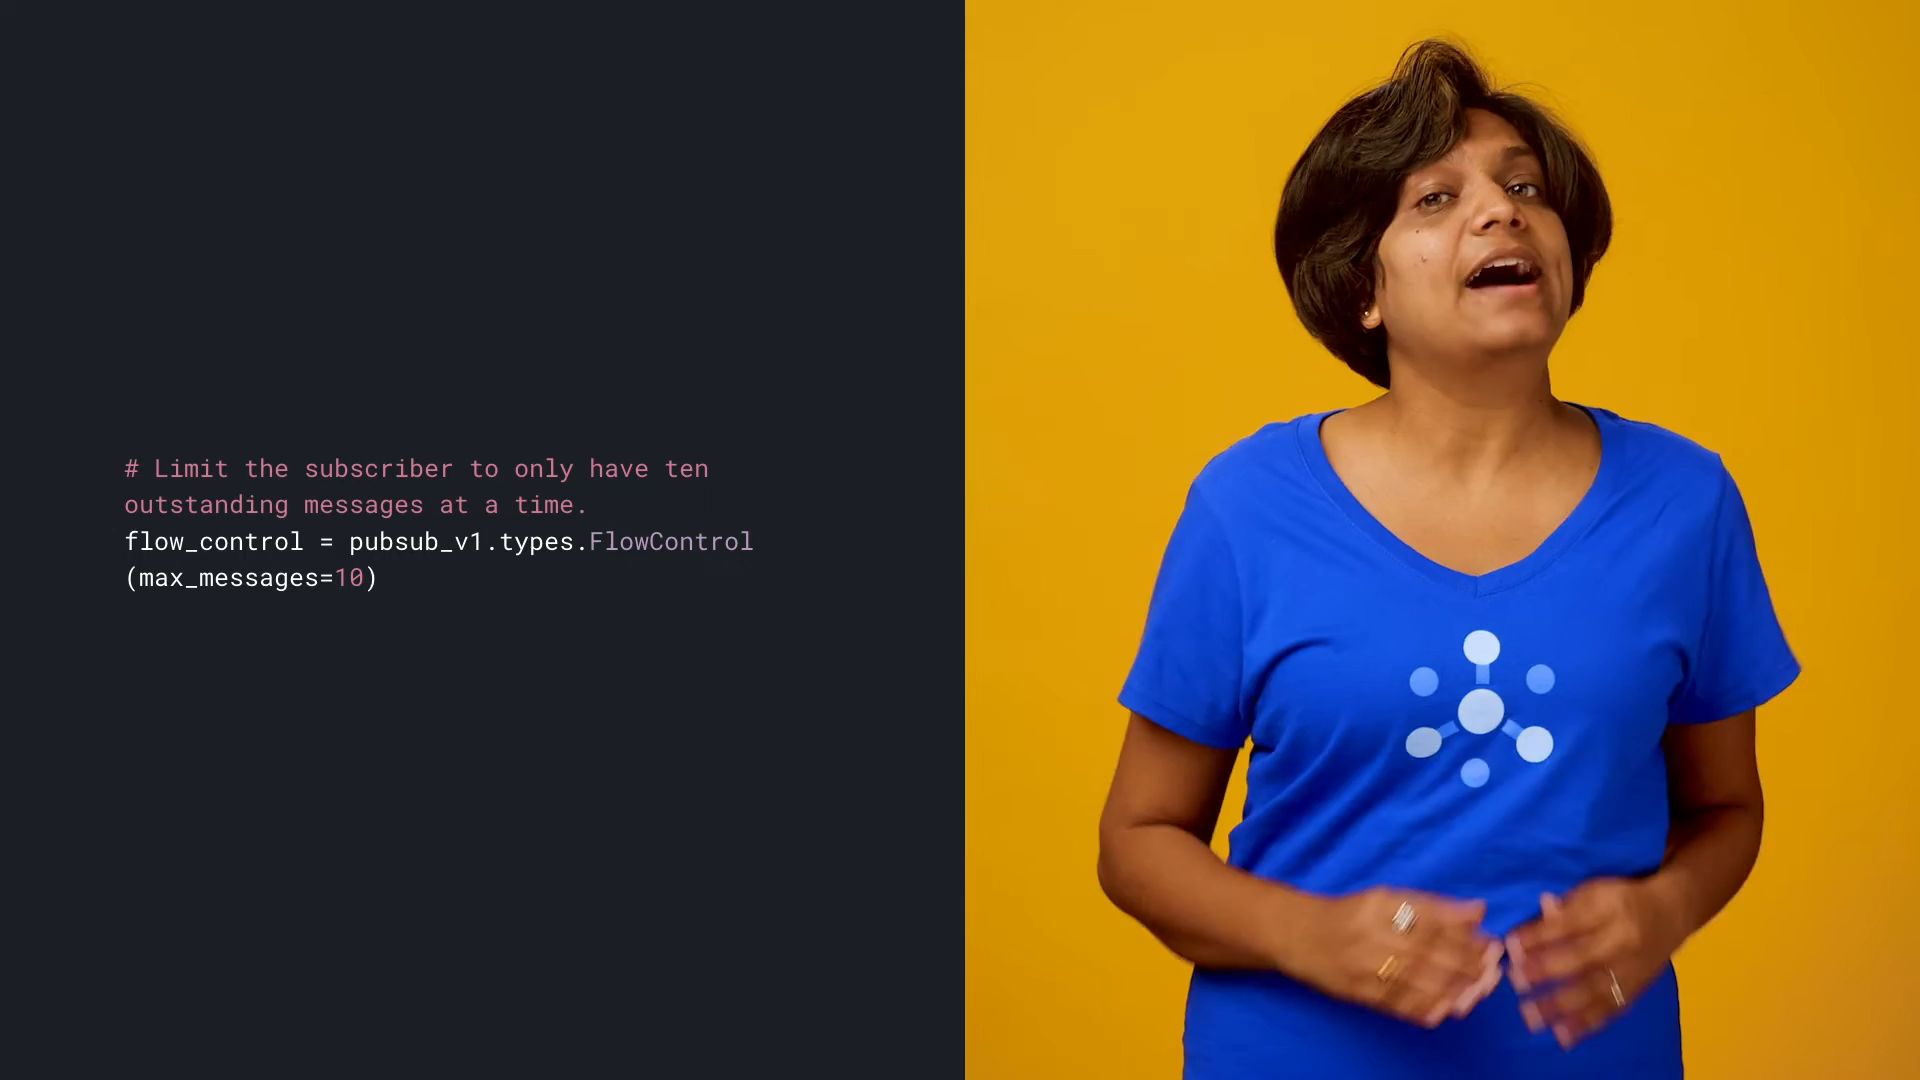 # Limit the subscriber to only have ten
outstanding messages at a time.
flow_control = pubsub_v1.types.FlowControl
(max_messages=10)